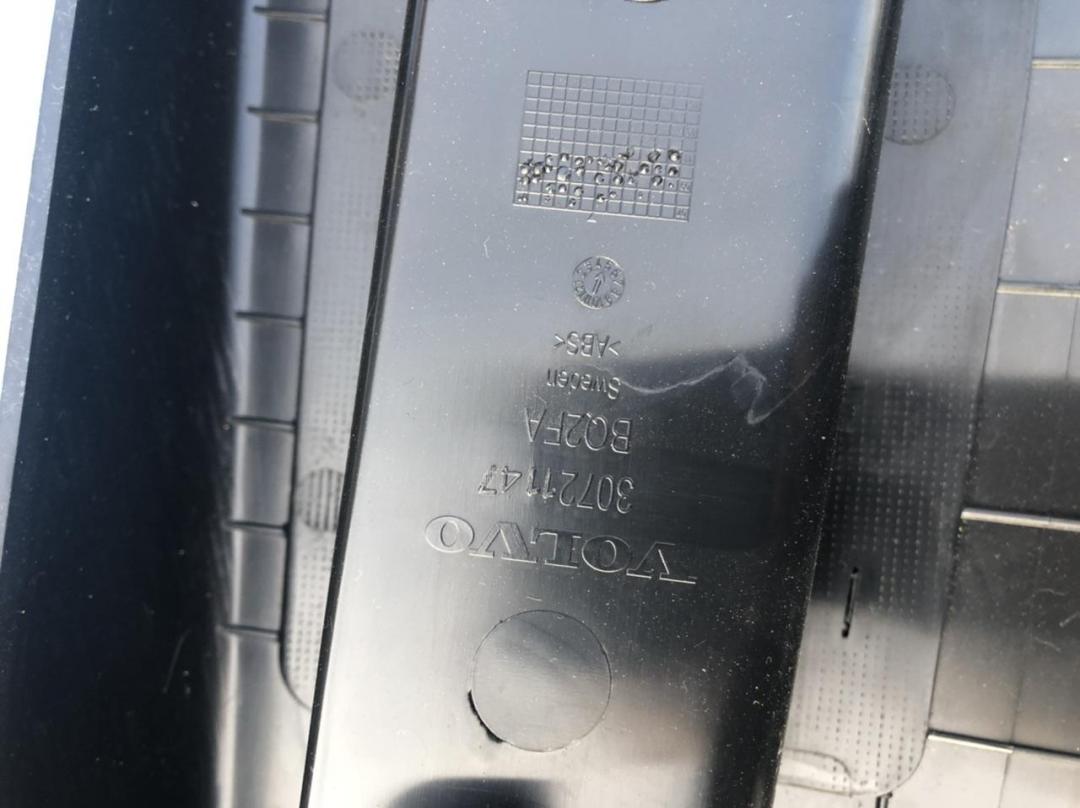 VOLVO
30721147
BQ2FA
Sweden
>ABS<